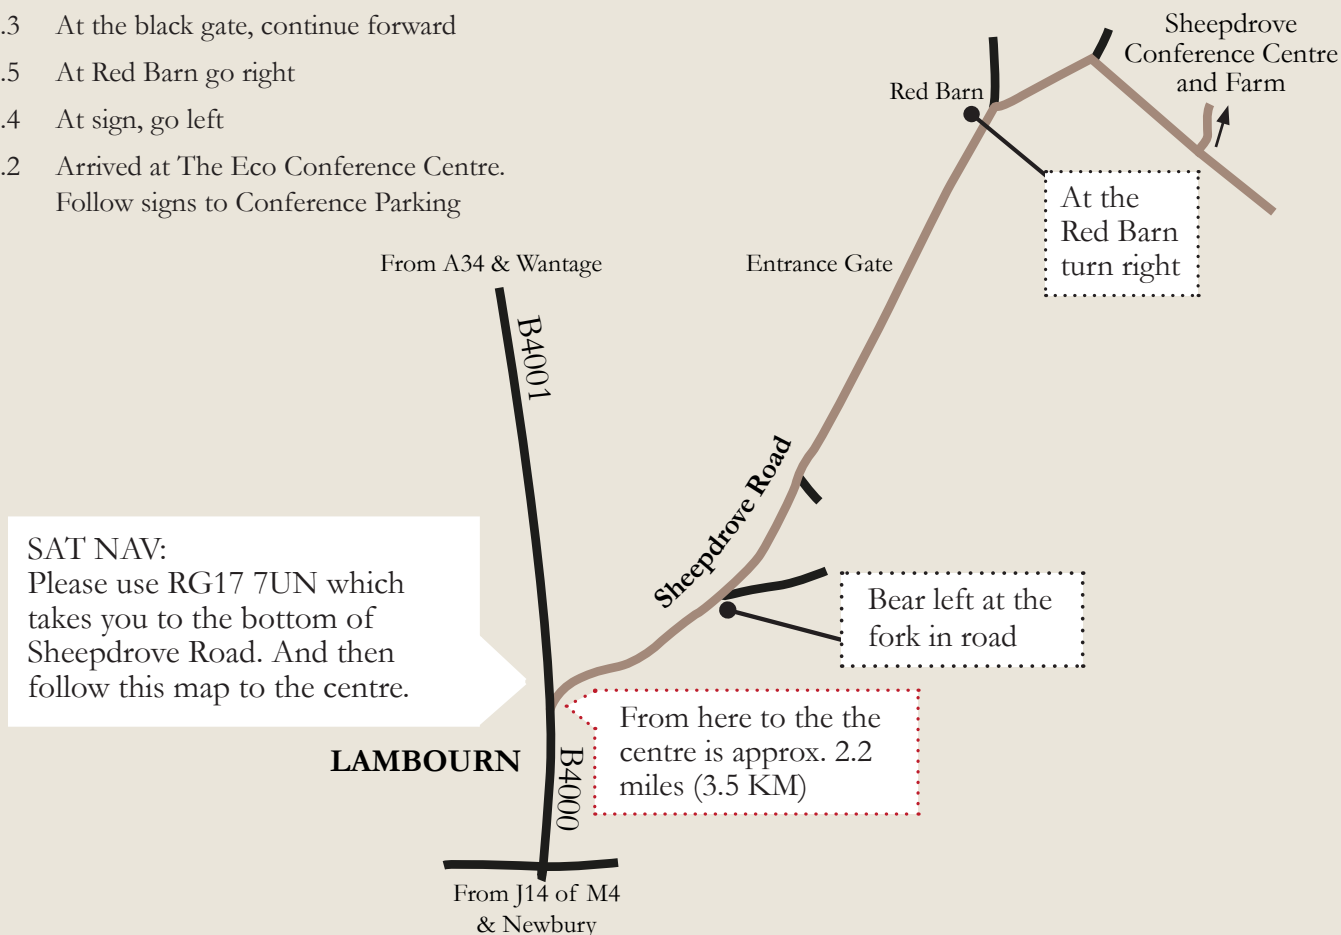 .3 At the black gate, continue forward
.5 At Red Barn go right
.4 At sign, go left
.2 Arrived at The Eco Conference Centre.
Follow signs to Conference Parking
Sheepdrove
Conference Centre
and Farm
Red Barn
At the
Red Barn
turn right
From A34 & Wantage
Entrance Gate
B4001
Sheepdrove Road
SAT NAV:
Please use RG17 7UN which
takes you to the bottom of
Sheepdrove Road. And then
follow this map to the centre.
Bear left at the
fork in road
From here to the the
centre is approx. 2.2
miles (3.5 KM)
LAMBOURN
B4000
From J14 of M4
& Newbury